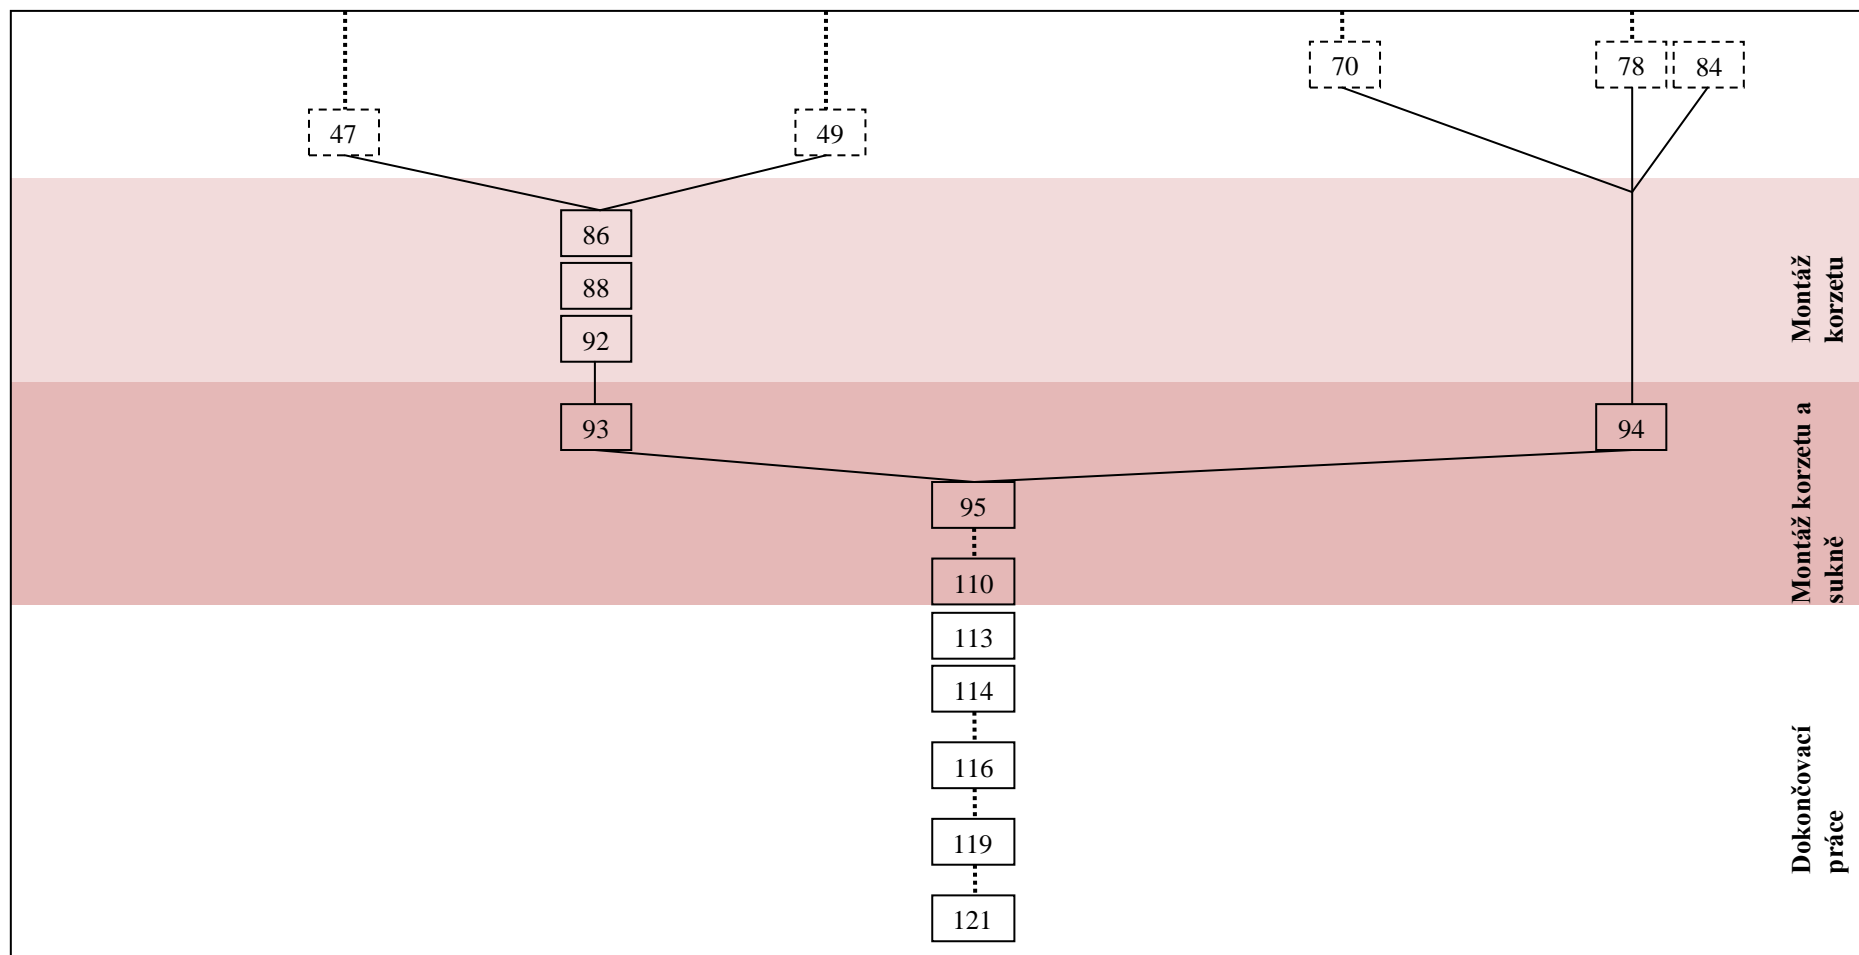 70
78
84
47
49
86
88
92
Montáž
korzetu
93
94
95
110
Montáž korzetu a
sukně
113
114
116
119
121
Dokončovací
práce